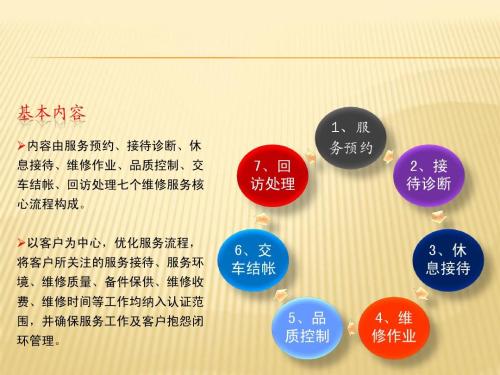 基本内容
➢内容由服务预约、接待诊断、休
息接待、维修作业、品质控制、交
车结帐、回访处理七个维修服务核
心流程构成。
➢以客户为中心，优化服务流程，
将客户所关注的服务接待、服务环
境、维修质量、备件保供、维修收
费、维修时间等工作均纳入认证范
围，并确保服务工作及客户抱怨闭
环管理。
1、服
务预约
2、接
待诊断
3、休
息接待
4、维
修作业
5、品
质控制
6、交
车结帐
7、回
访处理